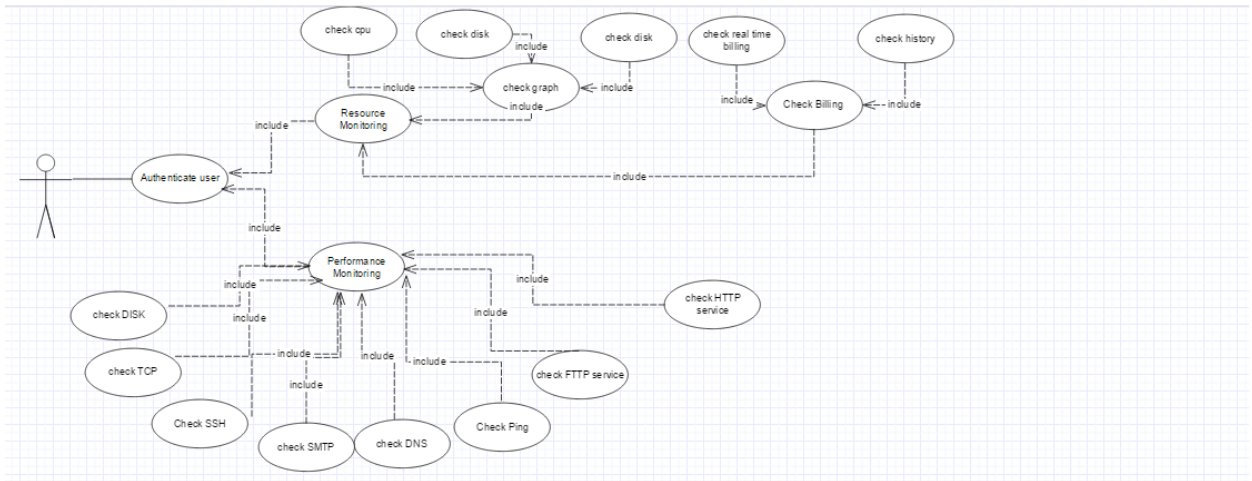 check cpu
check disk
include
check disk
check real time
billing
check history
include
check graph
include
include
Resource
Monitoring
include
Check Billing
include
include
include
Authenticate user
include
include
Performance
Monitoring
include
include
check HTTP
service
check DISK
include
include
check TCP
include
include
include
include
check FTTP service
Check SSH
check SMTP
check DNS
Check Ping